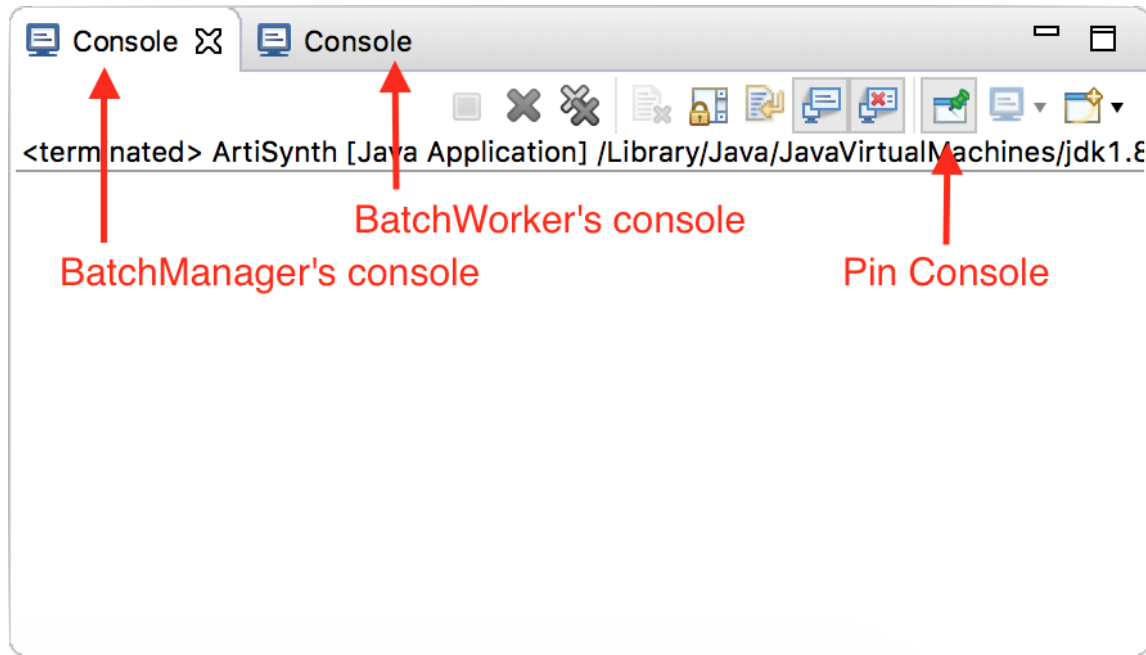 Console Console
<terminated> ArtiSynth [Java Application] /Library/Java/JavaVirtualMachines/jdk1.8
BatchWorker's console
BatchManager's console Pin Console